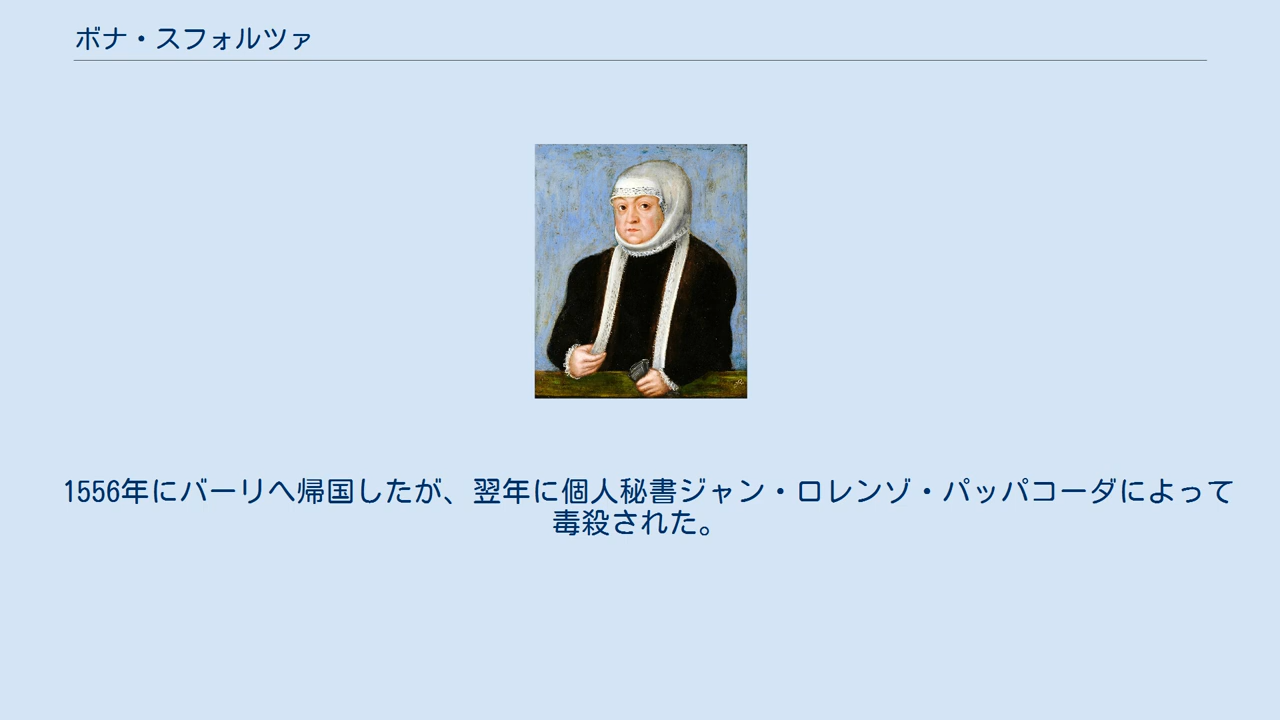 ボナ・スフォルツァ
1556年にバーリへ帰国したが、翌年に個人秘書ジャン・ロレンゾ・パッパコーダによって
毒殺された。